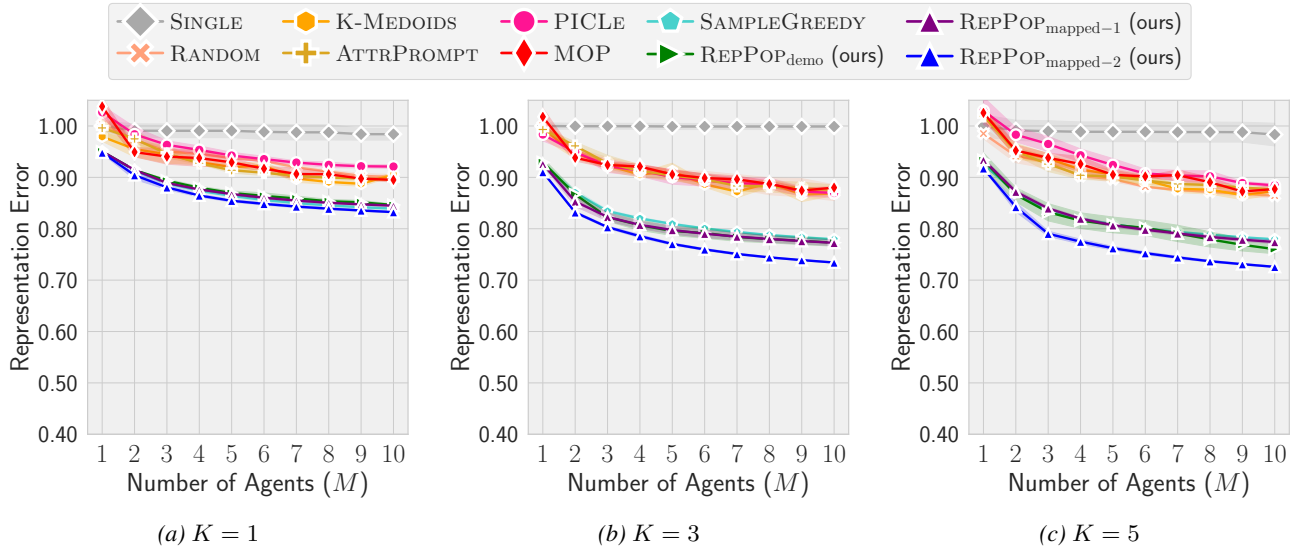 SINGLE K-MEDOIDS PICLE SAMPLEGREEDY REPPOPmapped−1 (ours)
RANDOM ATTRPROMPT MOP REPPOPdemo (ours) REPPOPmapped−2 (ours)
Representation Error
1.00
0.90
0.80
0.70
0.60
0.50
0.40
1 2 3 4 5 6 7 8 9 10
Number of Agents (M)
(a) K = 1
Representation Error
1.00
0.90
0.80
0.70
0.60
0.50
0.40
1 2 3 4 5 6 7 8 9 10
Number of Agents (M)
(b) K = 3
Representation Error
1.00
0.90
0.80
0.70
0.60
0.50
0.40
1 2 3 4 5 6 7 8 9 10
Number of Agents (M)
(c) K = 5